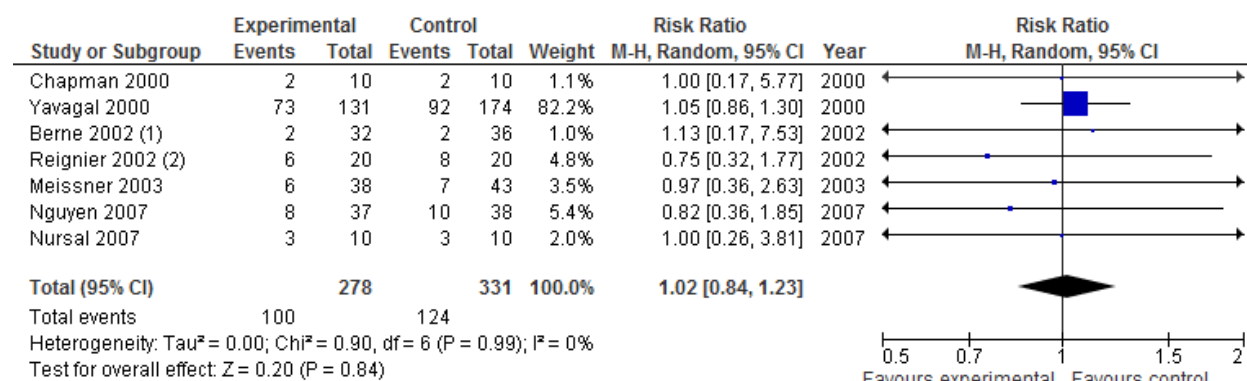 Experimental Control Risk Ratio Risk Ratio
Study or Subgroup Events Total Events Total Weight M-H, Random, 95% CI Year M-H, Random, 95% CI
Chapman 2000 2 10 2 10 1.1% 1.00 [0.17, 5.77] 2000
Yavagal 2000 73 131 92 174 82.2% 1.05 [0.86, 1.30] 2000
Berne 2002 (1) 2 32 2 36 1.0% 1.13 [0.17, 7.53] 2002
Reignier 2002 (2) 6 20 8 20 4.8% 0.75 [0.32, 1.77] 2002
Meissner 2003 6 38 7 43 3.5% 0.97 [0.36, 2.63] 2003
Nguyen 2007 8 37 10 38 5.4% 0.82 [0.36, 1.85] 2007
Nursal 2007 3 10 3 10 2.0% 1.00 [0.26, 3.81] 2007
Total (95% CI) 278 331 100.0% 1.02 [0.84, 1.23]
Total events 100 124
Heterogeneity: Tau² = 0.00; Chi² = 0.90, df = 6 (P = 0.99); I² = 0%
Test for overall effect: Z = 0.20 (P = 0.84)
0.5 0.7 1 1.5 2
Favours experimental Favours control